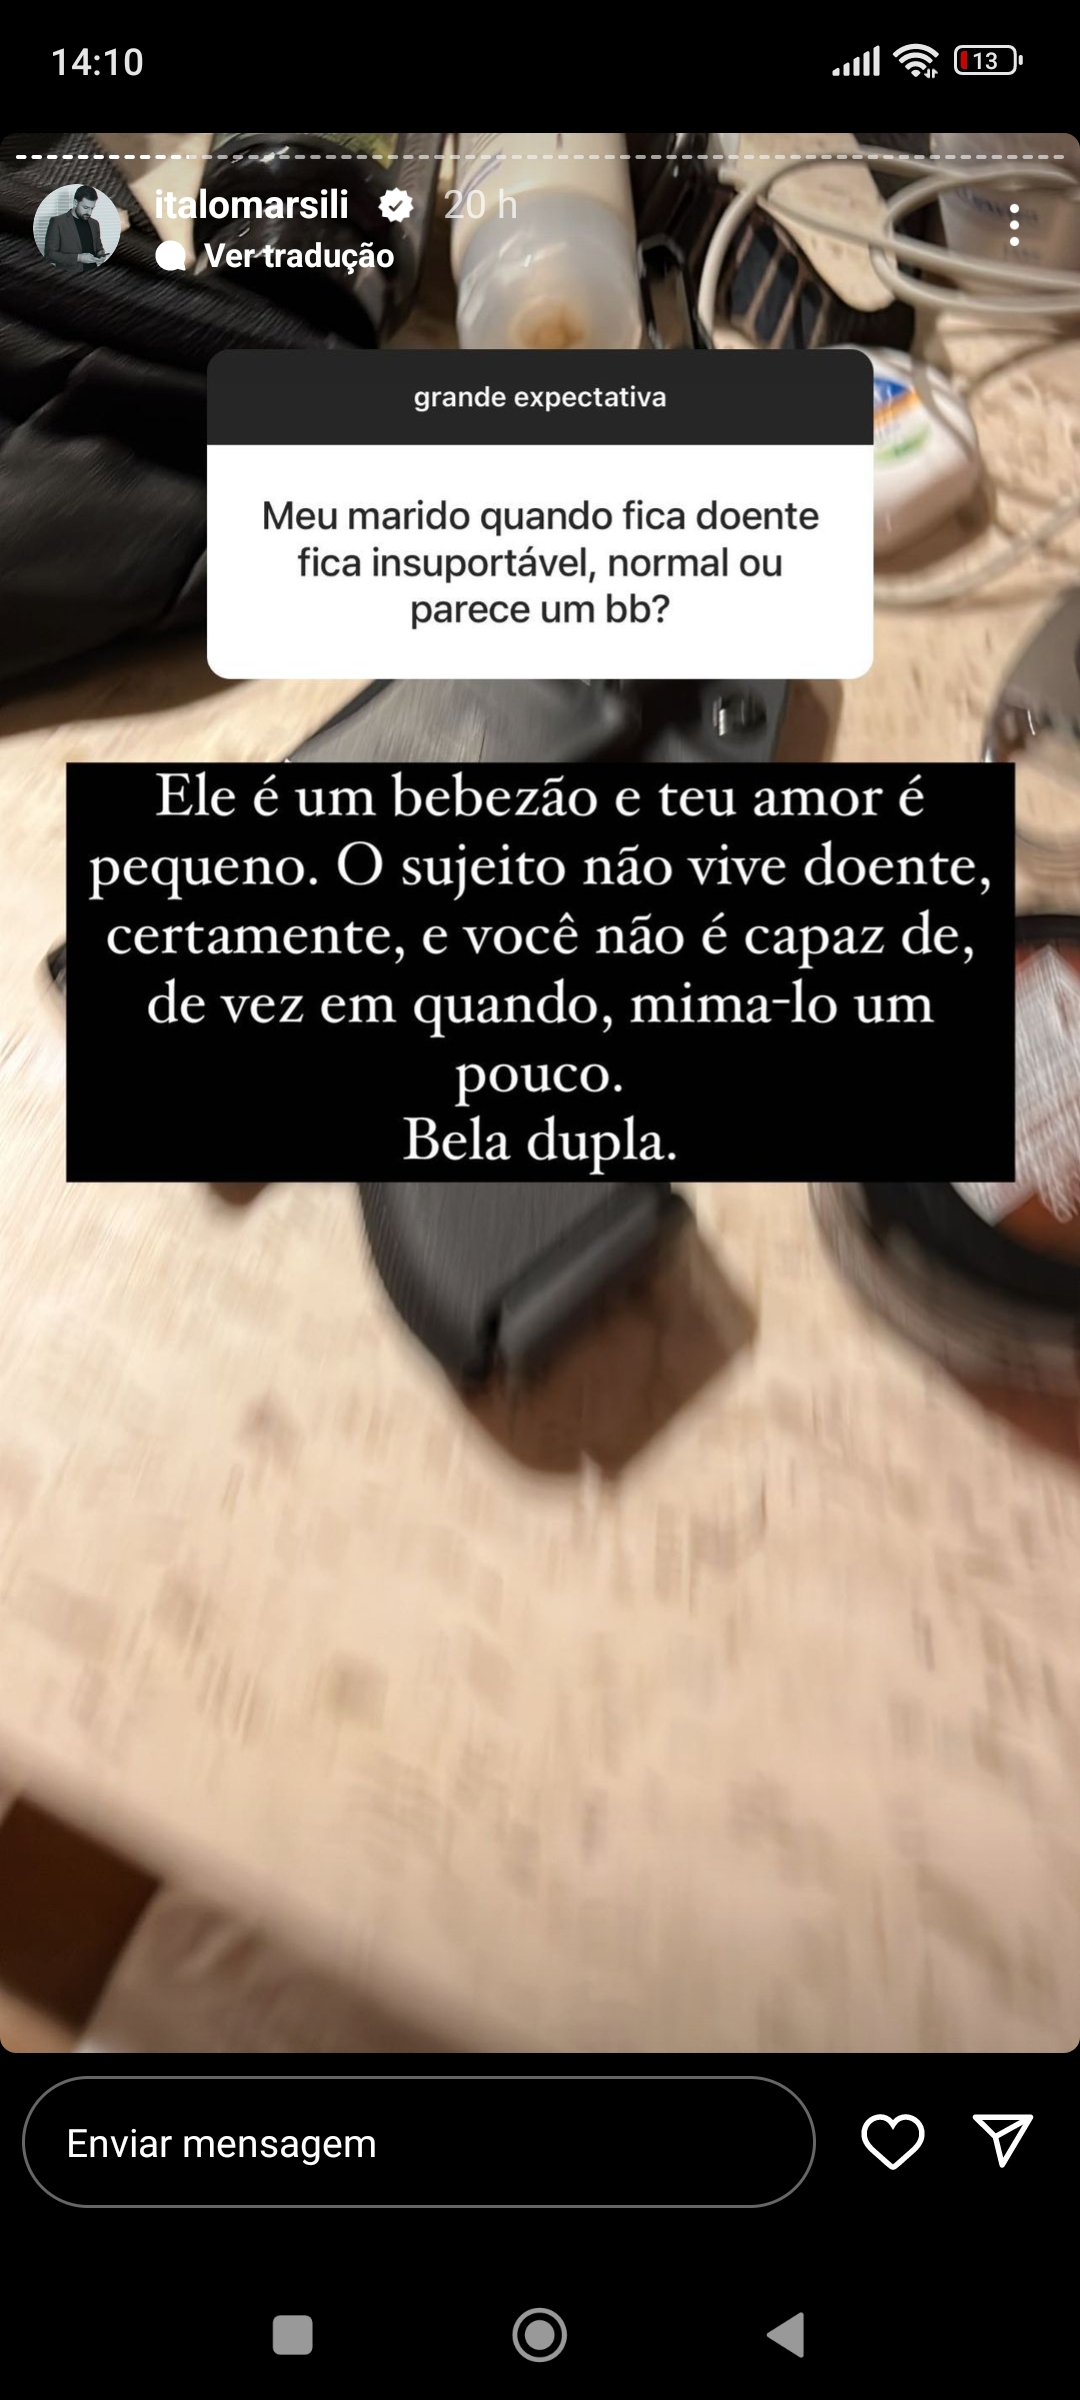 14:10
13
italomarsili 20 h
Ver tradução
grande expectativa
Meu marido quando fica doente
fica insuportável, normal ou
parece um bb?
Ele é um bebezão e teu amor é
pequeno. O sujeito não vive doente,
certamente, e você não é capaz de,
de vez em quando, mima-lo um
pouco.
Bela dupla.
Enviar mensagem